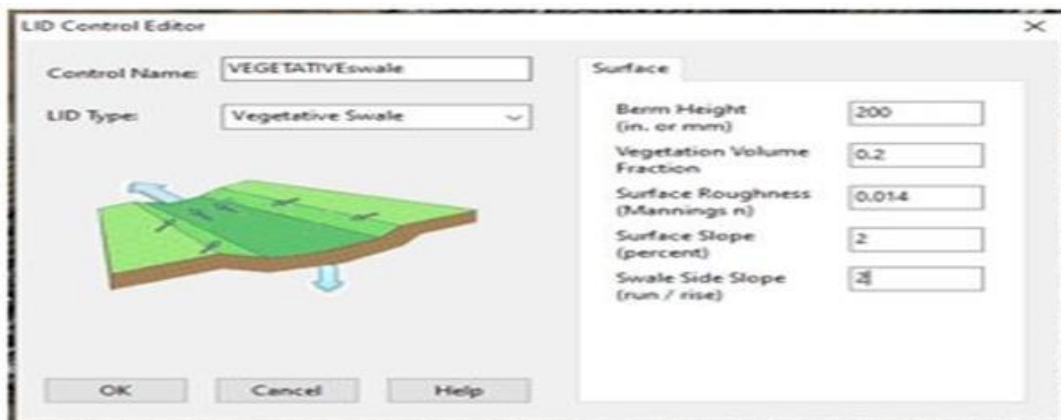 LID Control Editor
Control Name: VEGETATIVEswale
LID Type: Vegetative Swale
Surface
Berm Height
(in. or mm) 200
Vegetation Volume
Fraction 0.2
Surface Roughness
(Mannings n) 0.014
Surface Slope
(percent) 2
Swale Side Slope
(run / rise) 2
OK Cancel Help